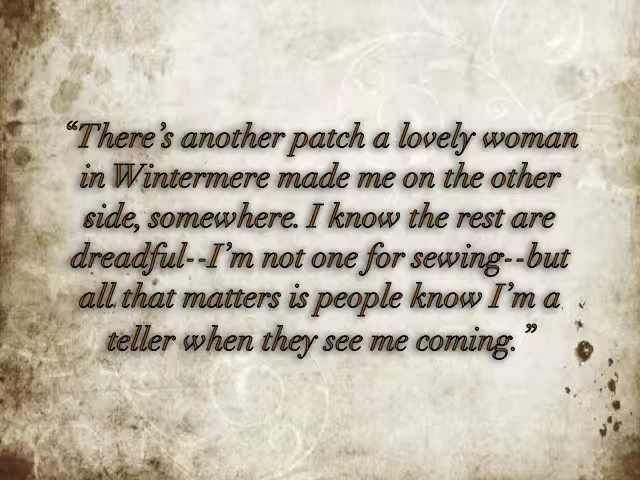 “There’s another patch a lovely woman
in Wintermere made me on the other
side, somewhere. I know the rest are
dreadful--I’m not one for sewing--but
all that matters is people know I’m a
teller when they see me coming.”